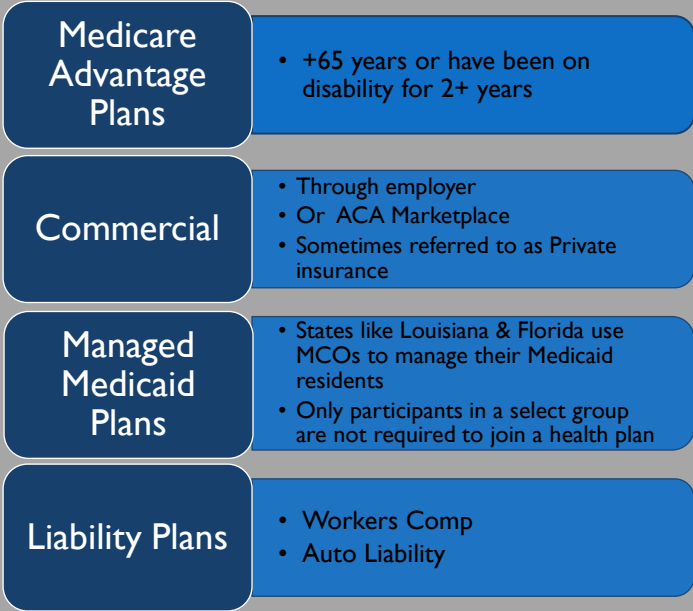 Medicare
Advantage
Plans
• +65 years or have been on
disability for 2+ years
Commercial
• Through employer
• Or ACA Marketplace
• Sometimes referred to as Private
insurance
Managed
Medicaid
Plans
• States like Louisiana & Florida use
MCOs to manage their Medicaid
residents
• Only participants in a select group
are not required to join a health plan
Liability Plans
• Workers Comp
• Auto Liability